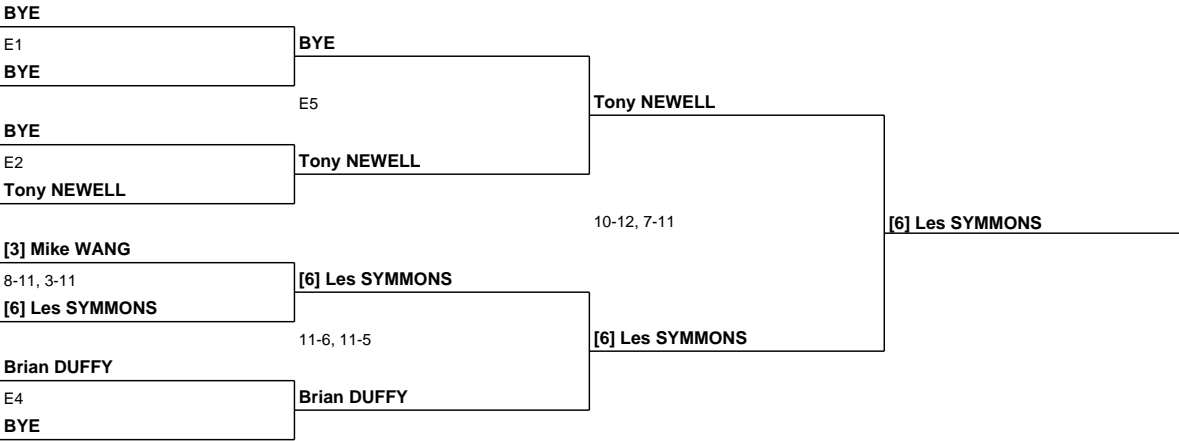 BYE
E1
BYE
BYE
E5
Tony NEWELL
BYE
E2
Tony NEWELL
Tony NEWELL
10-12, 7-11
[6] Les SYMMONS
[3] Mike WANG
8-11, 3-11
[6] Les SYMMONS
[6] Les SYMMONS
11-6, 11-5
[6] Les SYMMONS
Brian DUFFY
E4
Brian DUFFY
BYE